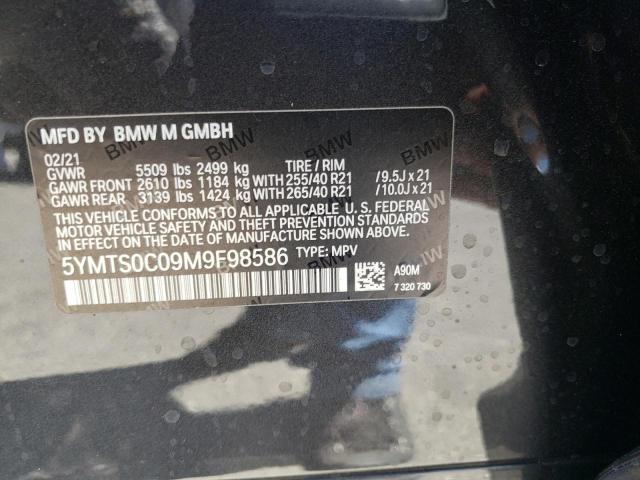 MFD BY BMW M GMBH
02/21
GVWR 5509 lbs 2499 kg TIRE / RIM
GAWR FRONT 2610 lbs 1184 kg WITH 255/40 R21 / 9.5J x 21
GAWR REAR 3139 lbs 1424 kg WITH 265/40 R21 / 10.0J x 21
THIS VEHICLE CONFORMS TO ALL APPLICABLE U.S. FEDERAL
MOTOR VEHICLE SAFETY AND THEFT PREVENTION STANDARDS
IN EFFECT ON THE DATE OF MANUFACTURE SHOWN ABOVE.
5YMTS0C09M9F98586 TYPE: MPV
A90M
7 320 730